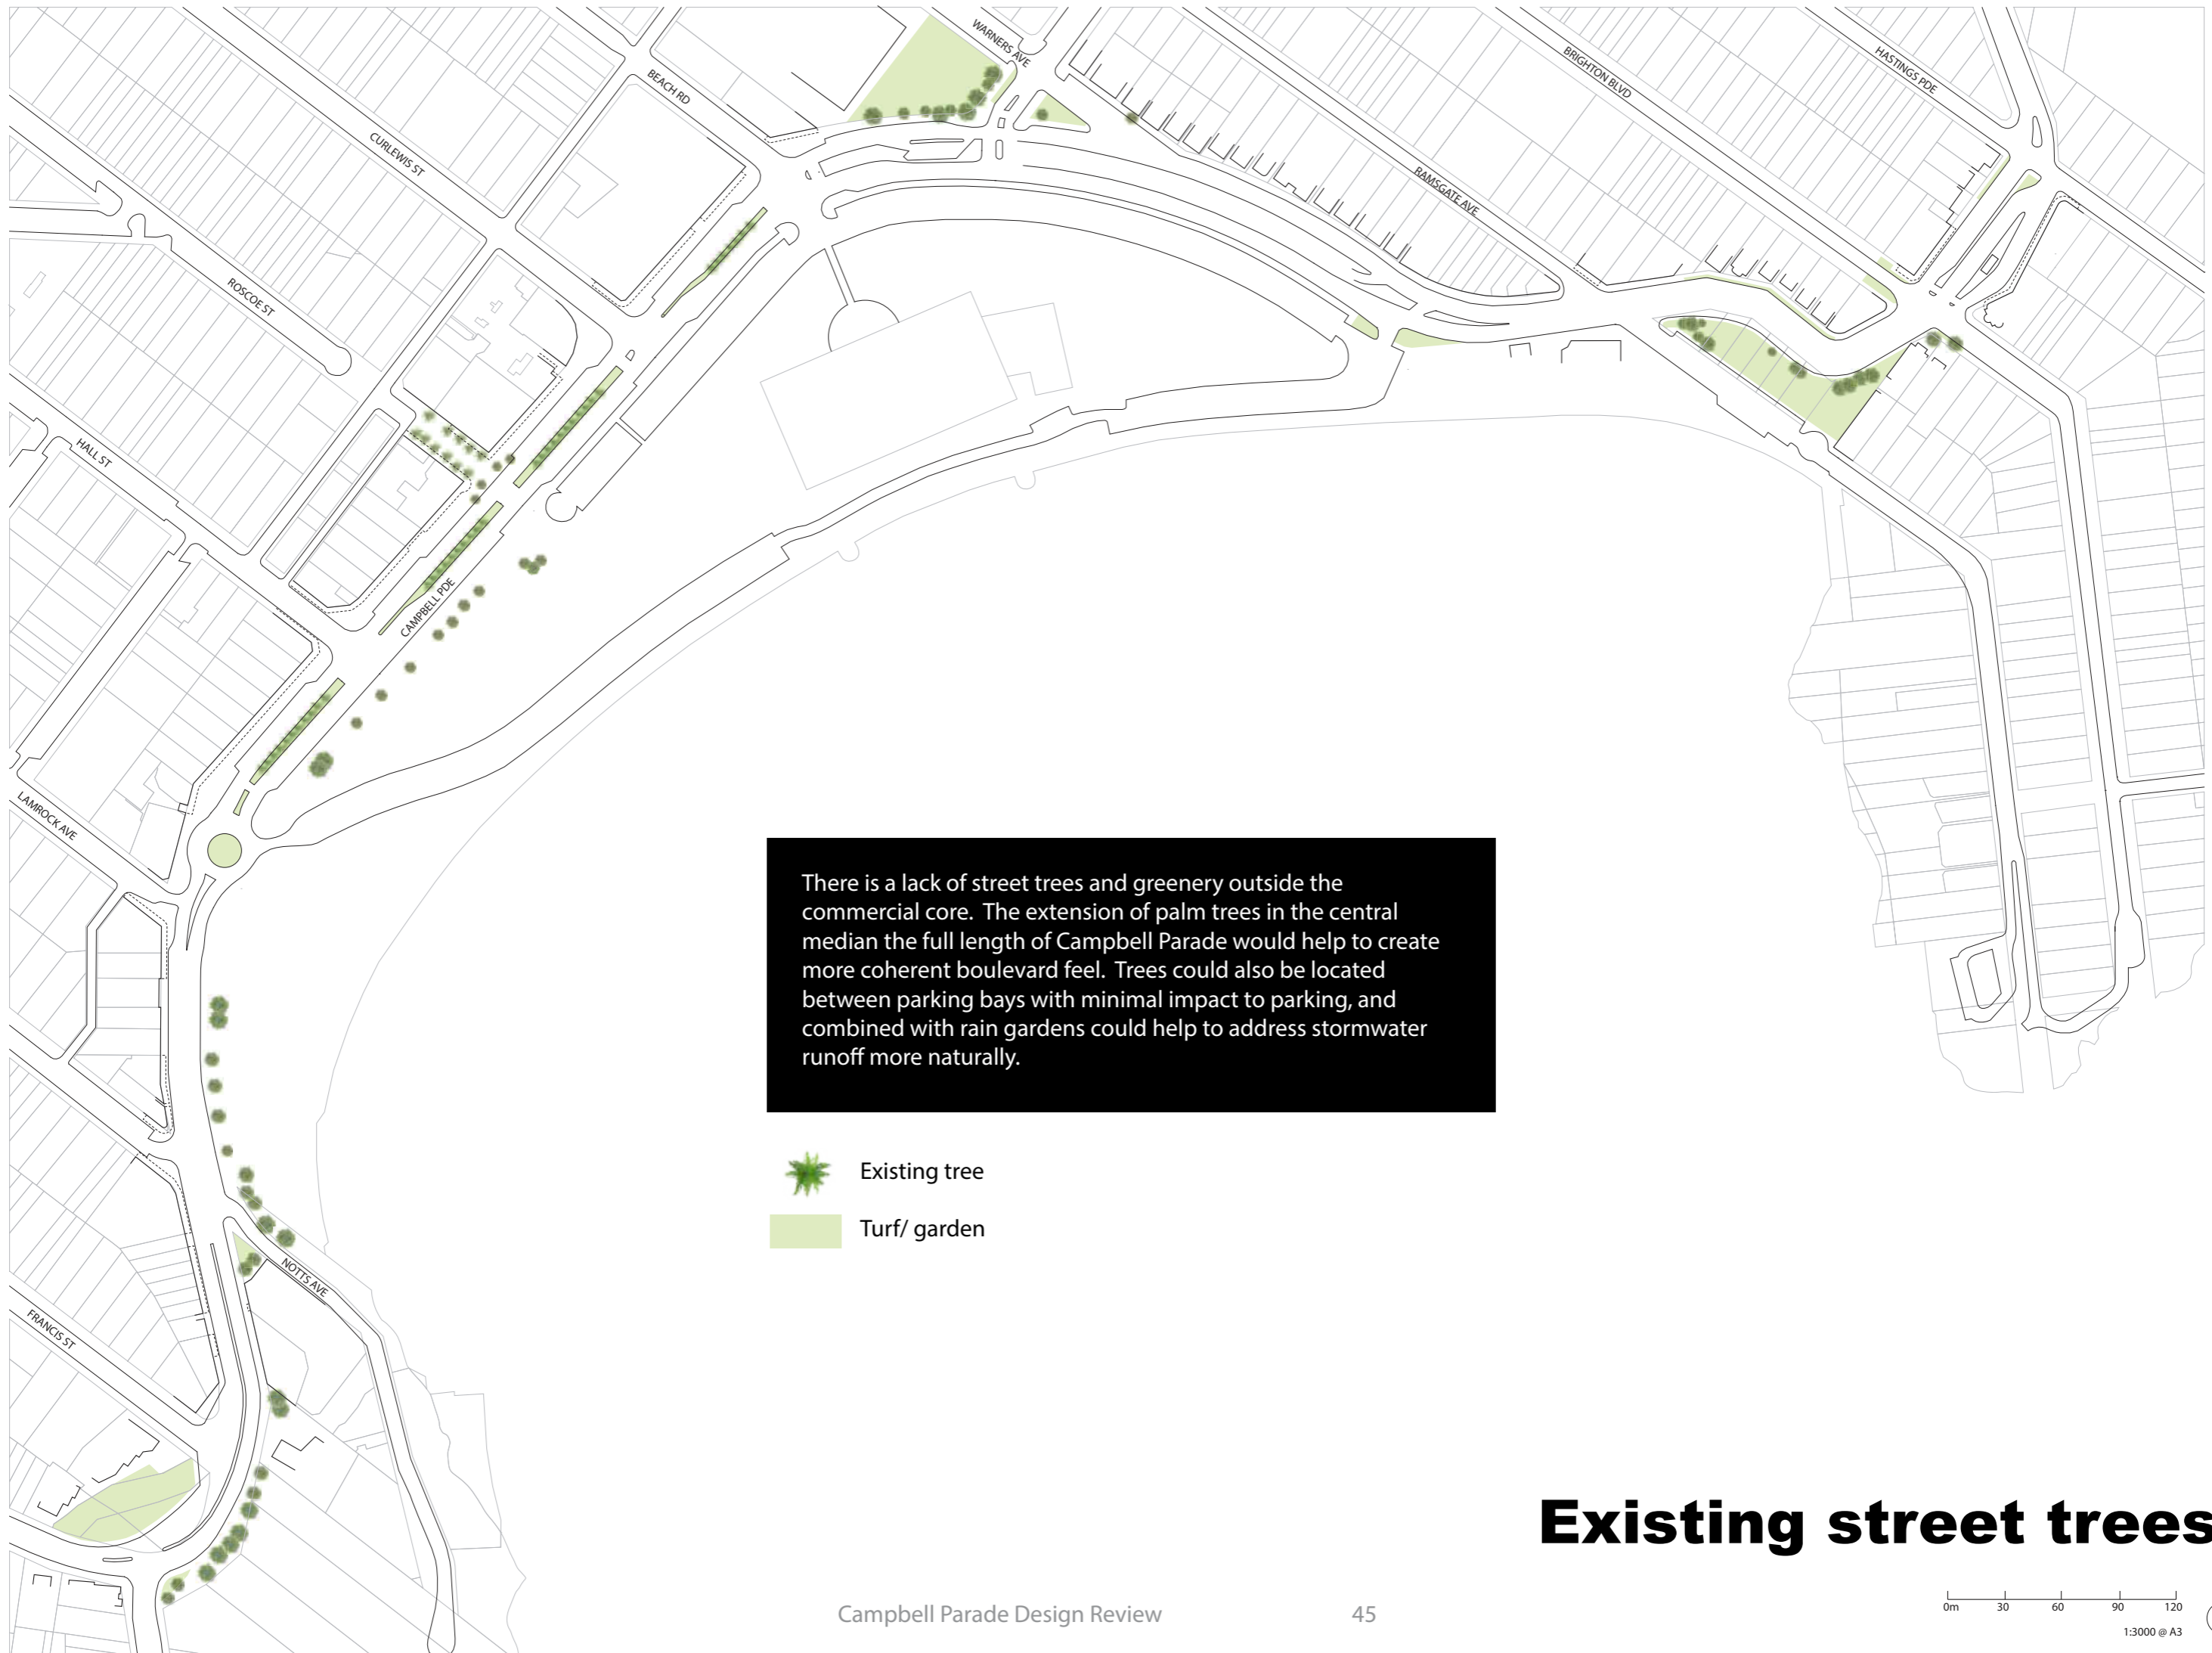 WARNERS AVE
BRIGHTON BLVD
HASTINGS PDE
BEACH RD
CURLEWIS ST
RAMSGATE AVE
ROSCOE ST
HALL ST
CAMPBELL PDE
LAMROCK AVE
There is a lack of street trees and greenery outside the
commercial core.  The extension of palm trees in the central
median the full length of Campbell Parade would help to create
more coherent boulevard feel.  Trees could also be located
between parking bays with minimal impact to parking, and
combined with rain gardens could help to address stormwater
runoff more naturally.
Existing tree
Turf/ garden
NOTTS AVE
FRANCIS ST
Existing street trees
Campbell Parade Design Review 45
0m 30 60 90 120
1:3000 @ A3